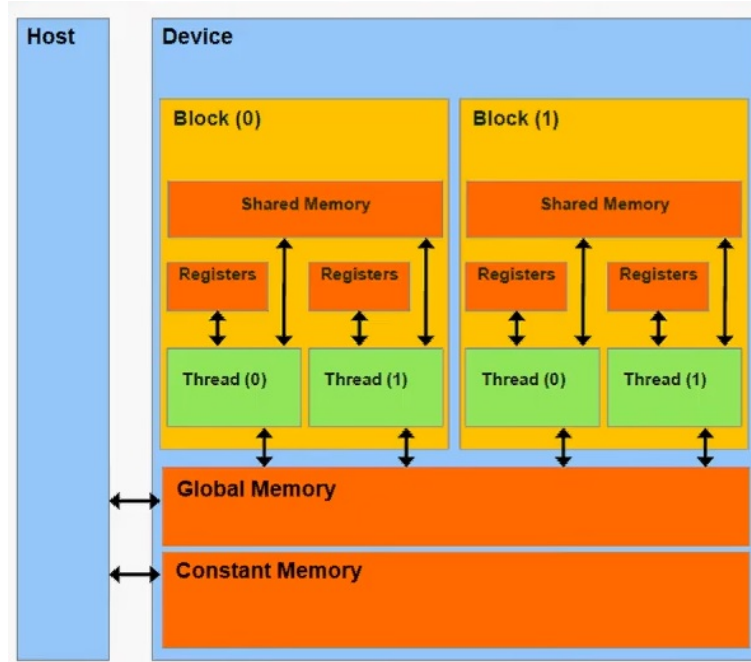 Host
Device
Block (0)
Block (1)
Shared Memory
Shared Memory
Registers
Registers
Registers
Registers
Thread (0)
Thread (1)
Thread (0)
Thread (1)
Global Memory
Constant Memory